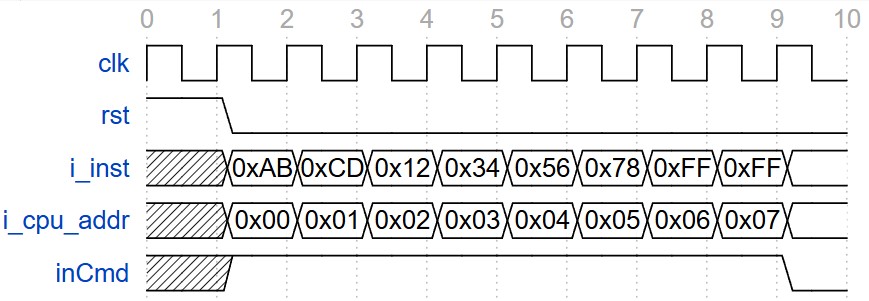 0 1 2 3 4 5 6 7 8 9 10
clk
rst
i_inst 0xAB 0xCD 0x12 0x34 0x56 0x78 0xFF 0xFF
i_cpu_addr 0x00 0x01 0x02 0x03 0x04 0x05 0x06 0x07
inCmd